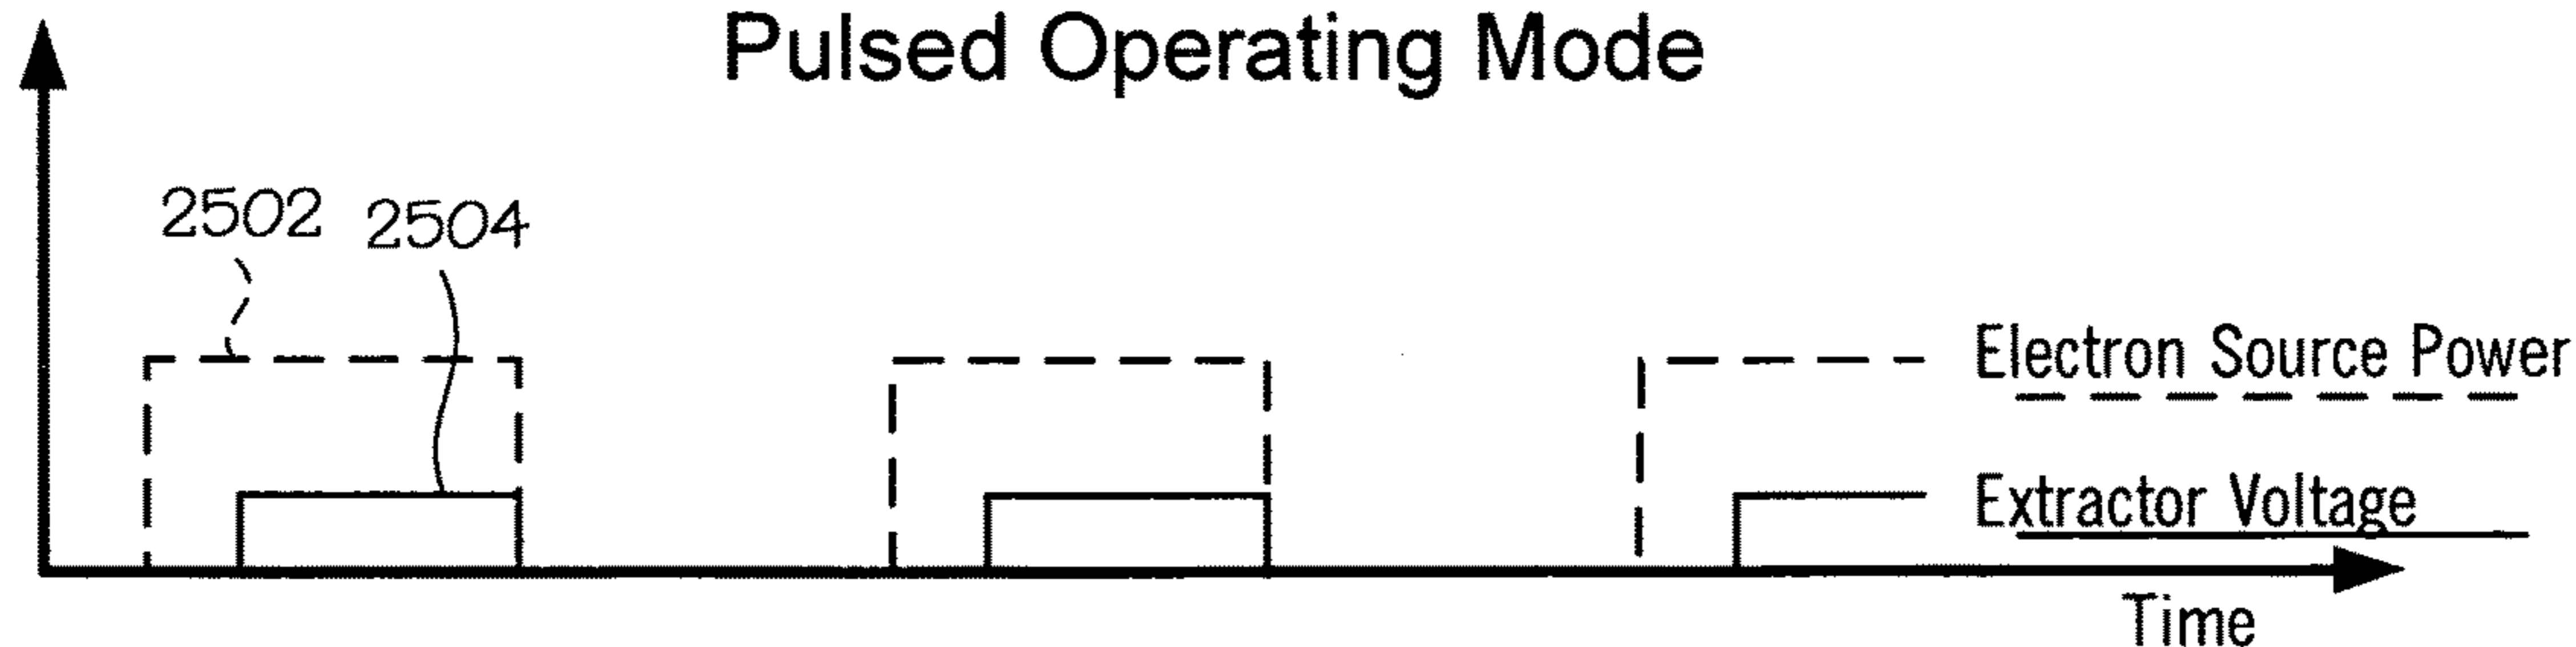 Pulsed Operating Mode
2502
2504
Electron Source Power
Extractor Voltage
Time